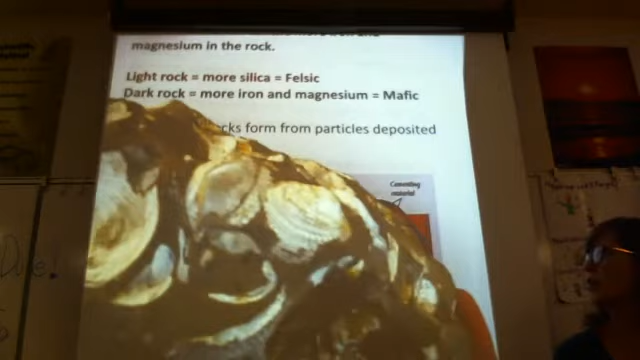 magnesium in the rock.
Light rock = more silica = Felsic
Dark rock = more iron and magnesium = Mafic
cks form from particles deposited
Cementing
material